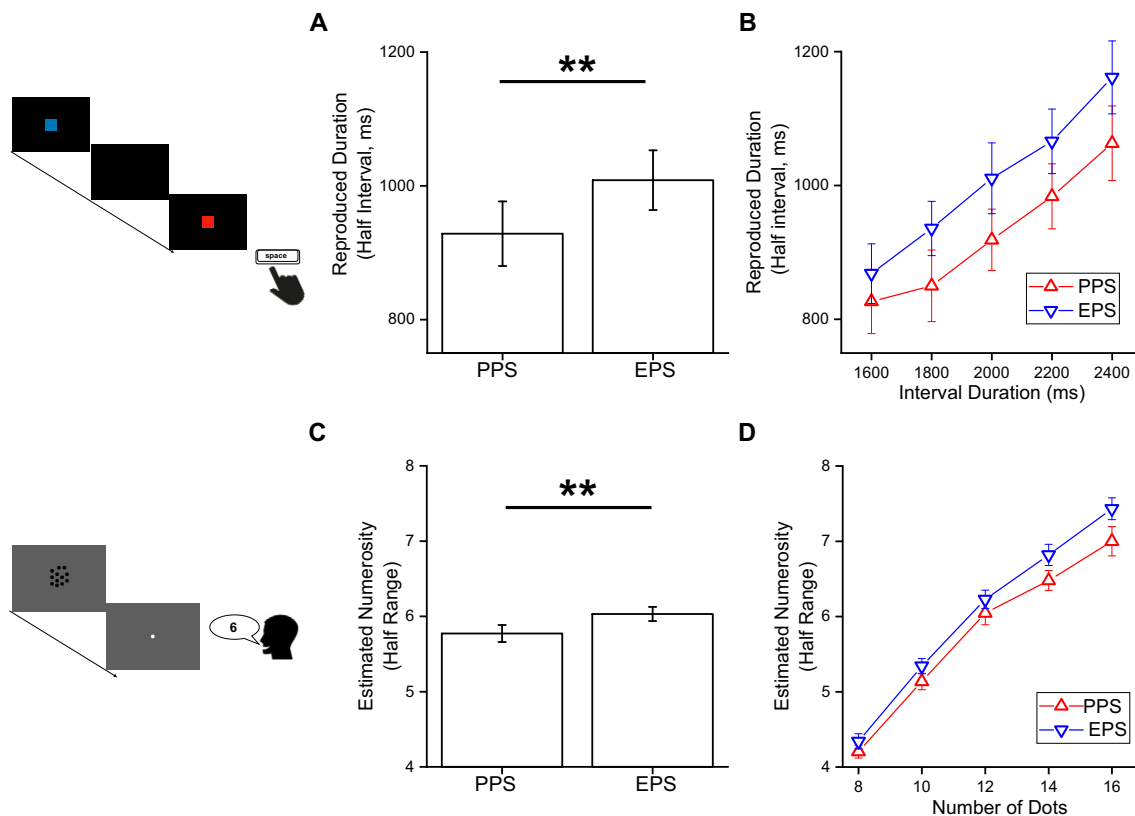 A
Reproduced Duration
(Half Interval, ms)
1200
1000
800
**
PPS
EPS
space
B
Reproduced Duration
(Half interval, ms)
1200
1000
800
PPS
EPS
1600
1800
2000
2200
2400
Interval Duration (ms)
C
Estimated Numerosity
(Half Range)
8
7
6
5
4
**
PPS
EPS
6
D
Estimated Numerosity
(Half Range)
8
7
6
5
4
PPS
EPS
8
10
12
14
16
Number of Dots